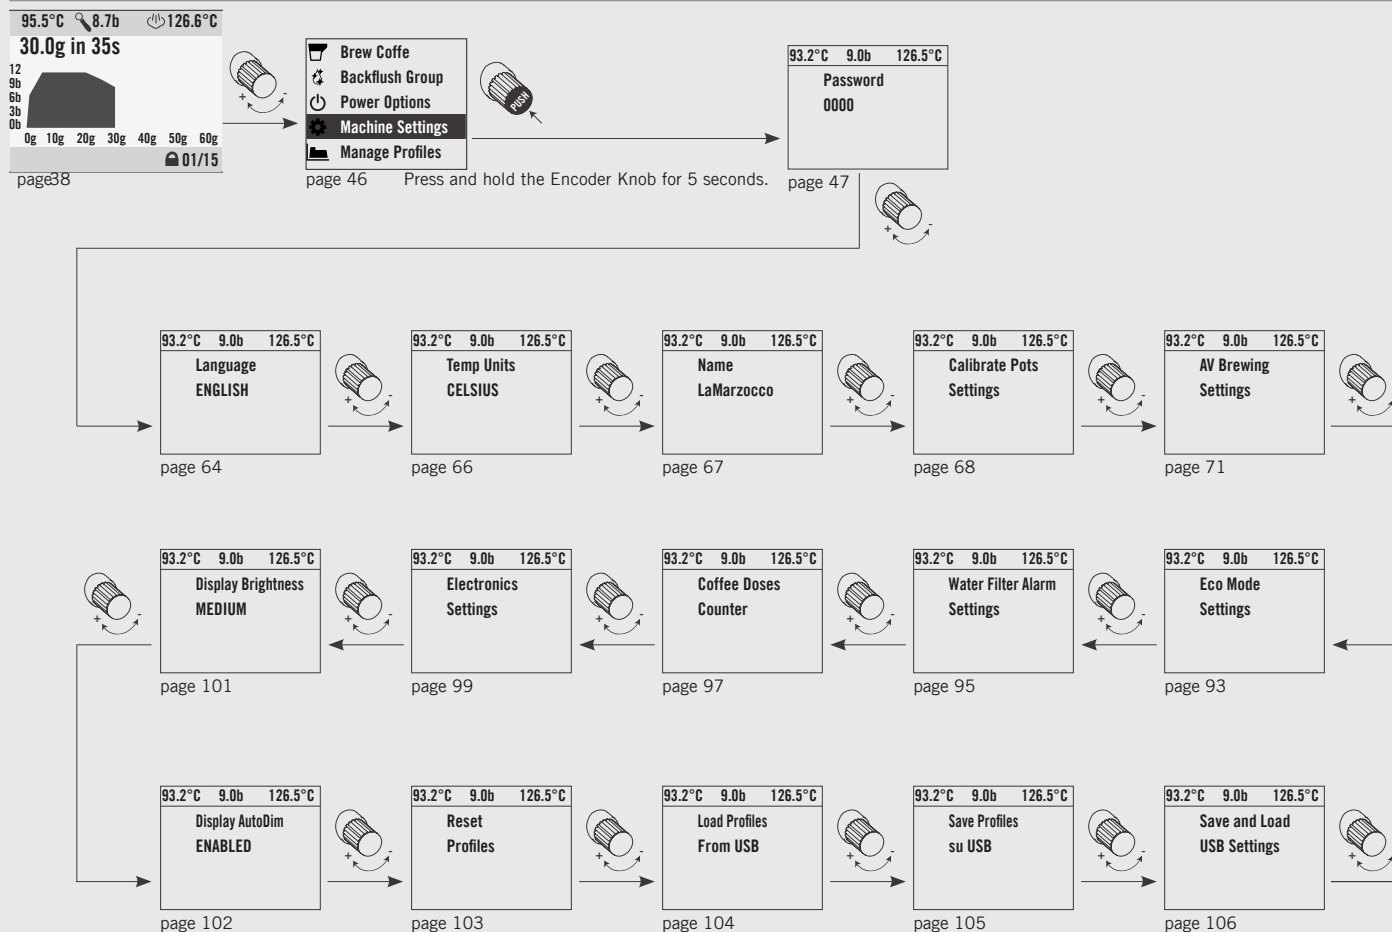 95.5°C 8.7b 126.6°C
30.0g in 35s
12
9b
6b
3b
0b
0g 10g 20g 30g 40g 50g 60g
01/15
page38
+ -
Brew Coffe
Backflush Group
Power Options
Machine Settings
Manage Profiles
page 46
PUSH
Press and hold the Encoder Knob for 5 seconds.
93.2°C 9.0b 126.5°C
Password
0000
page 47
+ -
93.2°C 9.0b 126.5°C
Language
ENGLISH
page 64
+ -
93.2°C 9.0b 126.5°C
Temp Units
CELSIUS
page 66
+ -
93.2°C 9.0b 126.5°C
Name
LaMarzocco
page 67
+ -
93.2°C 9.0b 126.5°C
Calibrate Pots
Settings
page 68
+ -
93.2°C 9.0b 126.5°C
AV Brewing
Settings
page 71
+ -
+ -
93.2°C 9.0b 126.5°C
Display Brightness
MEDIUM
page 101
+ -
93.2°C 9.0b 126.5°C
Electronics
Settings
page 99
+ -
93.2°C 9.0b 126.5°C
Coffee Doses
Counter
page 97
+ -
93.2°C 9.0b 126.5°C
Water Filter Alarm
Settings
page 95
+ -
93.2°C 9.0b 126.5°C
Eco Mode
Settings
page 93
93.2°C 9.0b 126.5°C
Display AutoDim
ENABLED
page 102
+ -
93.2°C 9.0b 126.5°C
Reset
Profiles
page 103
+ -
93.2°C 9.0b 126.5°C
Load Profiles
From USB
page 104
+ -
93.2°C 9.0b 126.5°C
Save Profiles
su USB
page 105
+ -
93.2°C 9.0b 126.5°C
Save and Load
USB Settings
page 106
+ -